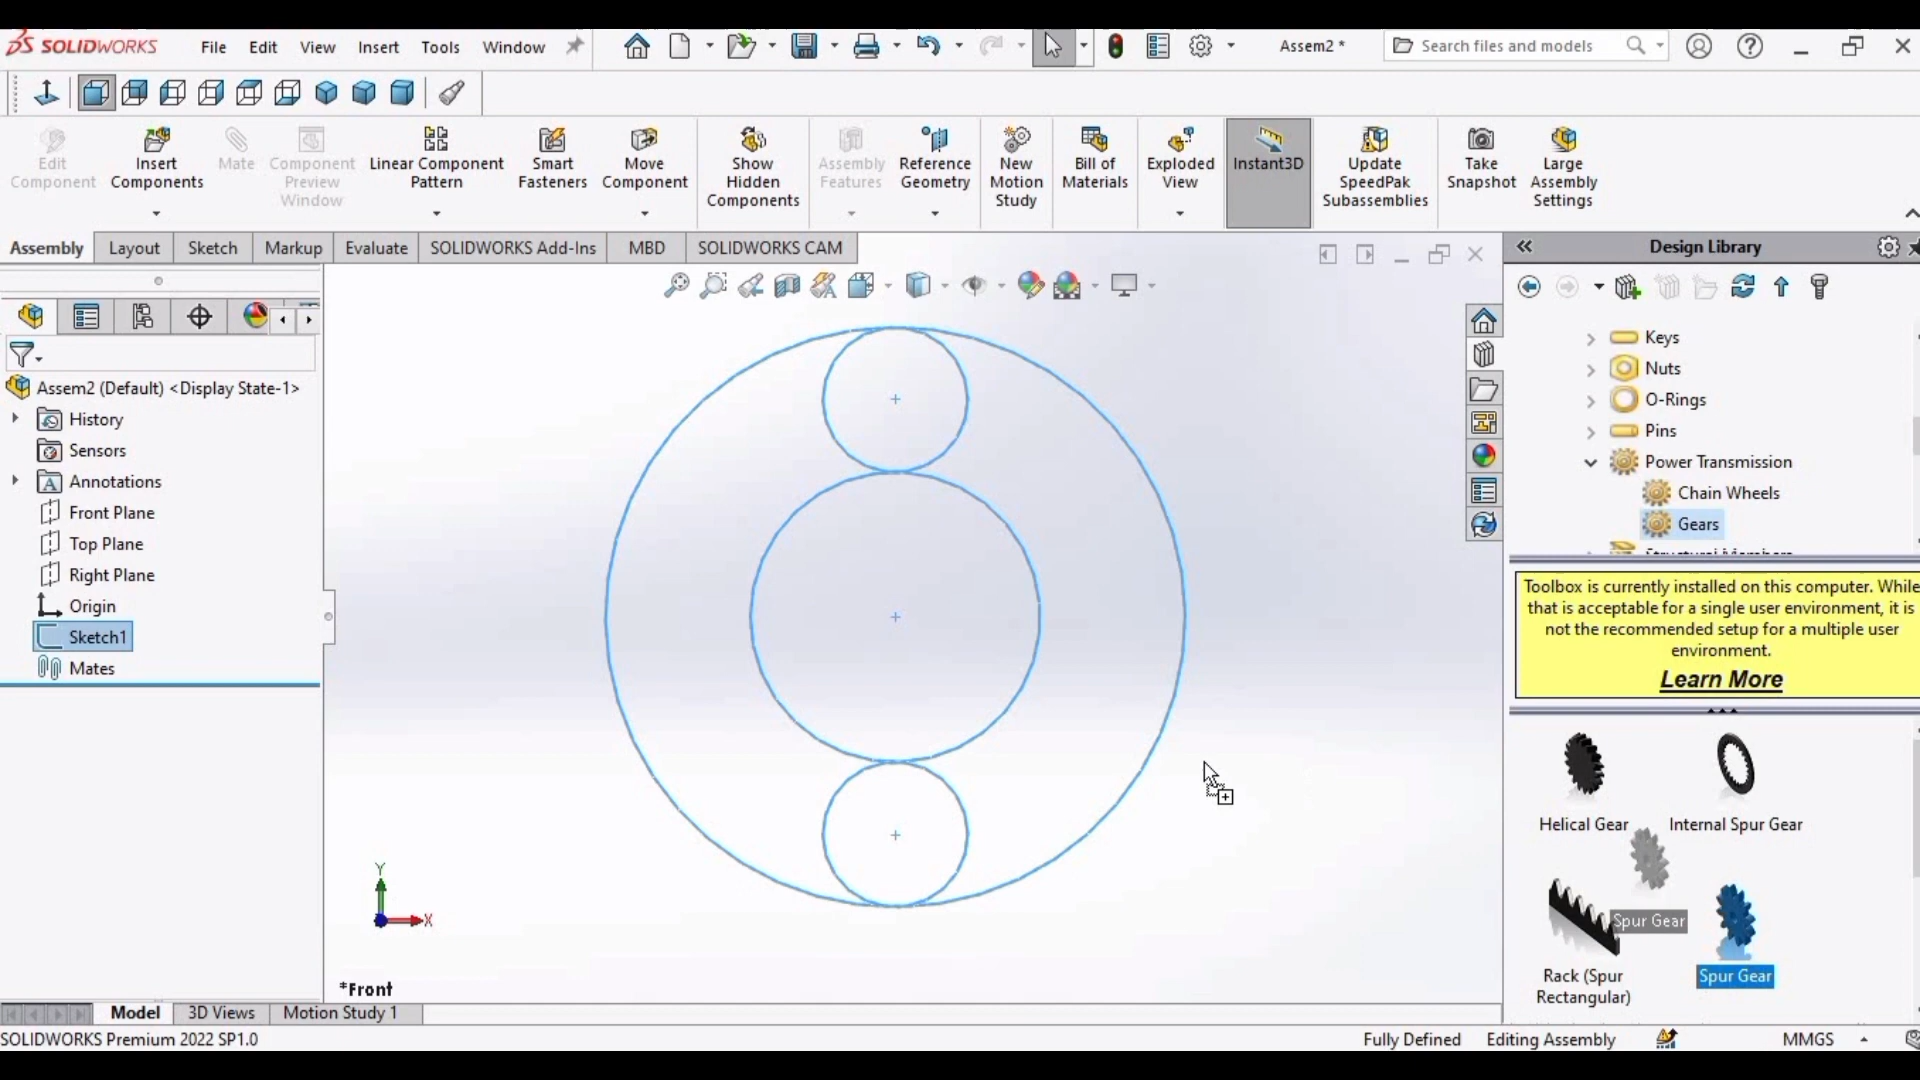 SOLIDWORKS
File Edit View Insert Tools Window
Assem2 *
Search files and models
Edit Component
Insert Components
Mate
Component Preview Window
Linear Component Pattern
Smart Fasteners
Move Component
Show Hidden Components
Assembly Features
Reference Geometry
New Motion Study
Bill of Materials
Exploded View
Instant3D
Update SpeedPak Subassemblies
Take Snapshot
Large Assembly Settings
Assembly Layout Sketch Markup Evaluate SOLIDWORKS Add-Ins MBD SOLIDWORKS CAM
Assem2 (Default) <Display State-1>
History
Sensors
Annotations
Front Plane
Top Plane
Right Plane
Origin
Sketch1
Mates
Y
X
*Front
Design Library
Keys
Nuts
O-Rings
Pins
Power Transmission
Chain Wheels
Gears
Toolbox is currently installed on this computer. While
that is acceptable for a single user environment, it is
not the recommended setup for a multiple user
environment.
Learn More
Helical Gear
Internal Spur Gear
Spur Gear
Rack (Spur
Rectangular)
Spur Gear
Model 3D Views Motion Study 1
SOLIDWORKS Premium 2022 SP1.0
Fully Defined Editing Assembly MMGS